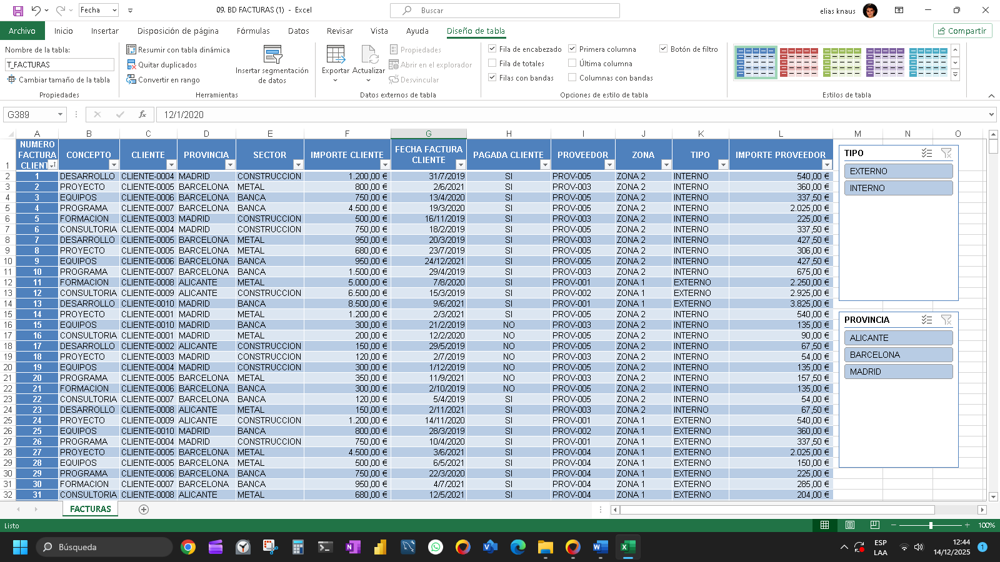 Fecha
09. BD FACTURAS (1) - Excel
Buscar
elias knaus
Archivo Inicio Insertar Disposición de página Fórmulas Datos Revisar Vista Ayuda Diseño de tabla Compartir
Nombre de la tabla:
T_FACTURAS
Cambiar tamaño de la tabla
Propiedades
Resumir con tabla dinámica
Quitar duplicados
Convertir en rango
Insertar segmentación
de datos
Herramientas
Exportar Actualizar
Propiedades
Abrir en el explorador
Desvincular
Datos externos de tabla
Fila de encabezado Primera columna Botón de filtro
Fila de totales Última columna
Filas con bandas Columnas con bandas
Opciones de estilo de tabla
Estilos de tabla
G389 fx 12/1/2020
A B C D E F G H I J K L M N O
1 NUMERO FACTURA CLIENT CONCEPTO CLIENTE PROVINCIA SECTOR IMPORTE CLIENTE FECHA FACTURA CLIENTE PAGADA CLIENTE PROVEEDOR ZONA TIPO IMPORTE PROVEEDOR
2 1 DESARROLLO CLIENTE-0004 MADRID CONSTRUCCION 1.200,00 € 31/7/2019 SI PROV-005 ZONA 2 INTERNO 540,00 €
3 2 PROYECTO CLIENTE-0005 BARCELONA METAL 800,00 € 2/6/2021 SI PROV-003 ZONA 2 INTERNO 360,00 €
4 3 EQUIPOS CLIENTE-0006 BARCELONA BANCA 750,00 € 13/4/2020 SI PROV-005 ZONA 2 INTERNO 337,50 €
5 4 PROGRAMA CLIENTE-0007 BARCELONA BANCA 4.500,00 € 19/3/2020 SI PROV-005 ZONA 2 INTERNO 2.025,00 €
6 5 FORMACION CLIENTE-0003 MADRID CONSTRUCCION 500,00 € 16/11/2019 SI PROV-003 ZONA 2 INTERNO 225,00 €
7 6 CONSULTORIA CLIENTE-0004 MADRID CONSTRUCCION 750,00 € 18/2/2019 SI PROV-005 ZONA 2 INTERNO 337,50 €
8 7 DESARROLLO CLIENTE-0005 BARCELONA METAL 950,00 € 20/3/2019 SI PROV-003 ZONA 2 INTERNO 427,50 €
9 8 PROYECTO CLIENTE-0005 BARCELONA METAL 680,00 € 23/7/2019 SI PROV-005 ZONA 2 INTERNO 306,00 €
10 9 EQUIPOS CLIENTE-0006 BARCELONA BANCA 950,00 € 24/12/2021 SI PROV-005 ZONA 2 INTERNO 427,50 €
11 10 PROGRAMA CLIENTE-0007 BARCELONA BANCA 1.500,00 € 29/4/2019 SI PROV-003 ZONA 2 INTERNO 675,00 €
12 11 FORMACION CLIENTE-0008 ALICANTE METAL 5.000,00 € 7/8/2020 SI PROV-001 ZONA 1 EXTERNO 2.250,00 €
13 12 CONSULTORIA CLIENTE-0009 ALICANTE CONSTRUCCION 6.500,00 € 15/3/2019 SI PROV-002 ZONA 1 EXTERNO 2.925,00 €
14 13 DESARROLLO CLIENTE-0010 MADRID BANCA 8.500,00 € 9/6/2021 SI PROV-001 ZONA 1 EXTERNO 3.825,00 €
15 14 PROYECTO CLIENTE-0001 MADRID METAL 1.200,00 € 2/3/2021 SI PROV-005 ZONA 2 INTERNO 540,00 €
16 15 EQUIPOS CLIENTE-0010 MADRID BANCA 300,00 € 21/2/2019 NO PROV-003 ZONA 2 INTERNO 135,00 €
17 16 CONSULTORIA CLIENTE-0001 MADRID METAL 200,00 € 12/2/2020 NO PROV-005 ZONA 2 INTERNO 90,00 €
18 17 DESARROLLO CLIENTE-0002 ALICANTE CONSTRUCCION 150,00 € 29/5/2019 NO PROV-005 ZONA 2 INTERNO 67,50 €
19 18 PROYECTO CLIENTE-0003 MADRID CONSTRUCCION 120,00 € 2/7/2019 NO PROV-003 ZONA 2 INTERNO 54,00 €
20 19 EQUIPOS CLIENTE-0004 MADRID CONSTRUCCION 300,00 € 1/12/2019 NO PROV-005 ZONA 2 INTERNO 135,00 €
21 20 PROGRAMA CLIENTE-0005 BARCELONA METAL 350,00 € 11/9/2021 NO PROV-003 ZONA 2 INTERNO 157,50 €
22 21 FORMACION CLIENTE-0006 BARCELONA BANCA 300,00 € 2/10/2019 NO PROV-005 ZONA 2 INTERNO 135,00 €
23 22 CONSULTORIA CLIENTE-0007 BARCELONA BANCA 120,00 € 5/4/2019 SI PROV-005 ZONA 2 INTERNO 54,00 €
24 23 DESARROLLO CLIENTE-0008 ALICANTE METAL 150,00 € 2/11/2021 SI PROV-003 ZONA 2 INTERNO 67,50 €
25 24 PROYECTO CLIENTE-0009 ALICANTE CONSTRUCCION 1.200,00 € 14/11/2020 SI PROV-001 ZONA 1 EXTERNO 540,00 €
26 25 EQUIPOS CLIENTE-0010 MADRID BANCA 800,00 € 28/3/2019 SI PROV-002 ZONA 1 EXTERNO 360,00 €
27 26 PROGRAMA CLIENTE-0004 MADRID CONSTRUCCION 750,00 € 10/4/2020 SI PROV-001 ZONA 1 EXTERNO 337,50 €
28 27 PROYECTO CLIENTE-0005 BARCELONA METAL 4.500,00 € 3/6/2021 SI PROV-004 ZONA 1 EXTERNO 2.025,00 €
29 28 EQUIPOS CLIENTE-0005 BARCELONA METAL 500,00 € 6/5/2021 SI PROV-004 ZONA 1 EXTERNO 150,00 €
30 29 PROGRAMA CLIENTE-0006 BARCELONA BANCA 750,00 € 22/3/2020 SI PROV-004 ZONA 1 EXTERNO 225,00 €
31 30 FORMACION CLIENTE-0007 BARCELONA BANCA 950,00 € 4/7/2021 SI PROV-004 ZONA 1 EXTERNO 285,00 €
32 31 CONSULTORIA CLIENTE-0008 ALICANTE METAL 680,00 € 12/5/2021 SI PROV-004 ZONA 1 EXTERNO 204,00 €
TIPO
EXTERNO
INTERNO
PROVINCIA
ALICANTE
BARCELONA
MADRID
FACTURAS
Listo
100%
Búsqueda
ESP
LAA
12:44
14/12/2025
1